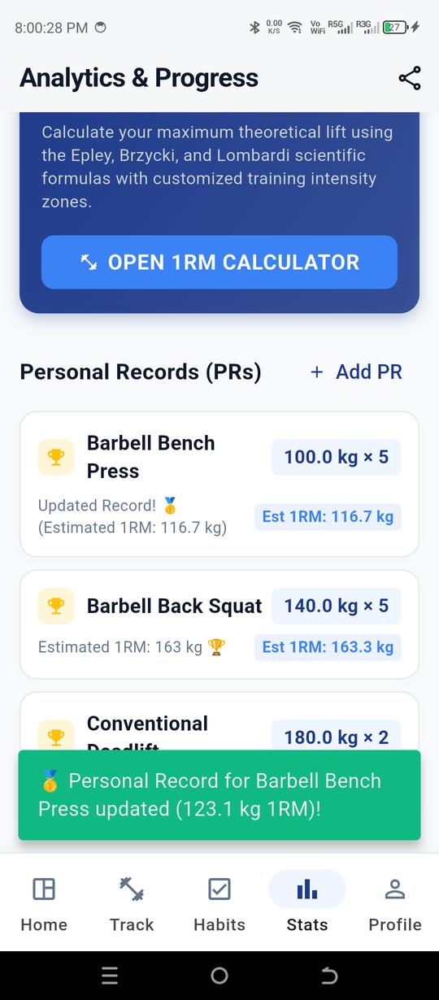 8:00:28 PM
0.00 K/S
Vo WiFi
R5G
R3G
27
Analytics & Progress
Calculate your maximum theoretical lift using
the Epley, Brzycki, and Lombardi scientific
formulas with customized training intensity
zones.
OPEN 1RM CALCULATOR
Personal Records (PRs)
+ Add PR
Barbell Bench
Press
100.0 kg × 5
Updated Record! 🥇
(Estimated 1RM: 116.7 kg)
Est 1RM: 116.7 kg
Barbell Back Squat
140.0 kg × 5
Estimated 1RM: 163 kg 🏆
Est 1RM: 163.3 kg
Conventional
Deadlift
180.0 kg × 2
🥇 Personal Record for Barbell Bench
Press updated (123.1 kg 1RM)!
Home
Track
Habits
Stats
Profile